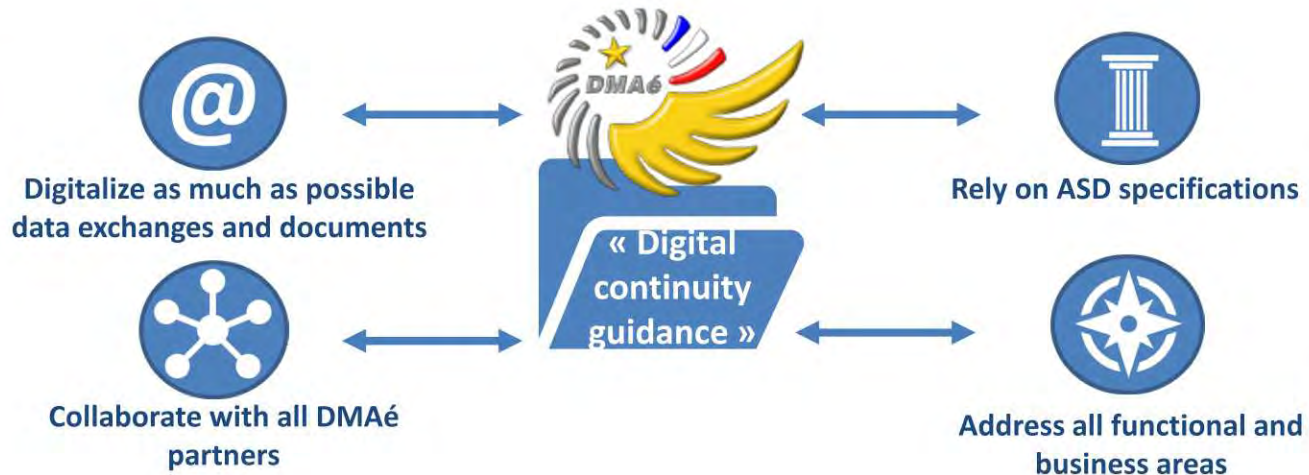 @
DMAé
Digitalize as much as possible
data exchanges and documents
Rely on ASD specifications
« Digital
continuity
guidance »
Collaborate with all DMAé
partners
Address all functional and
business areas